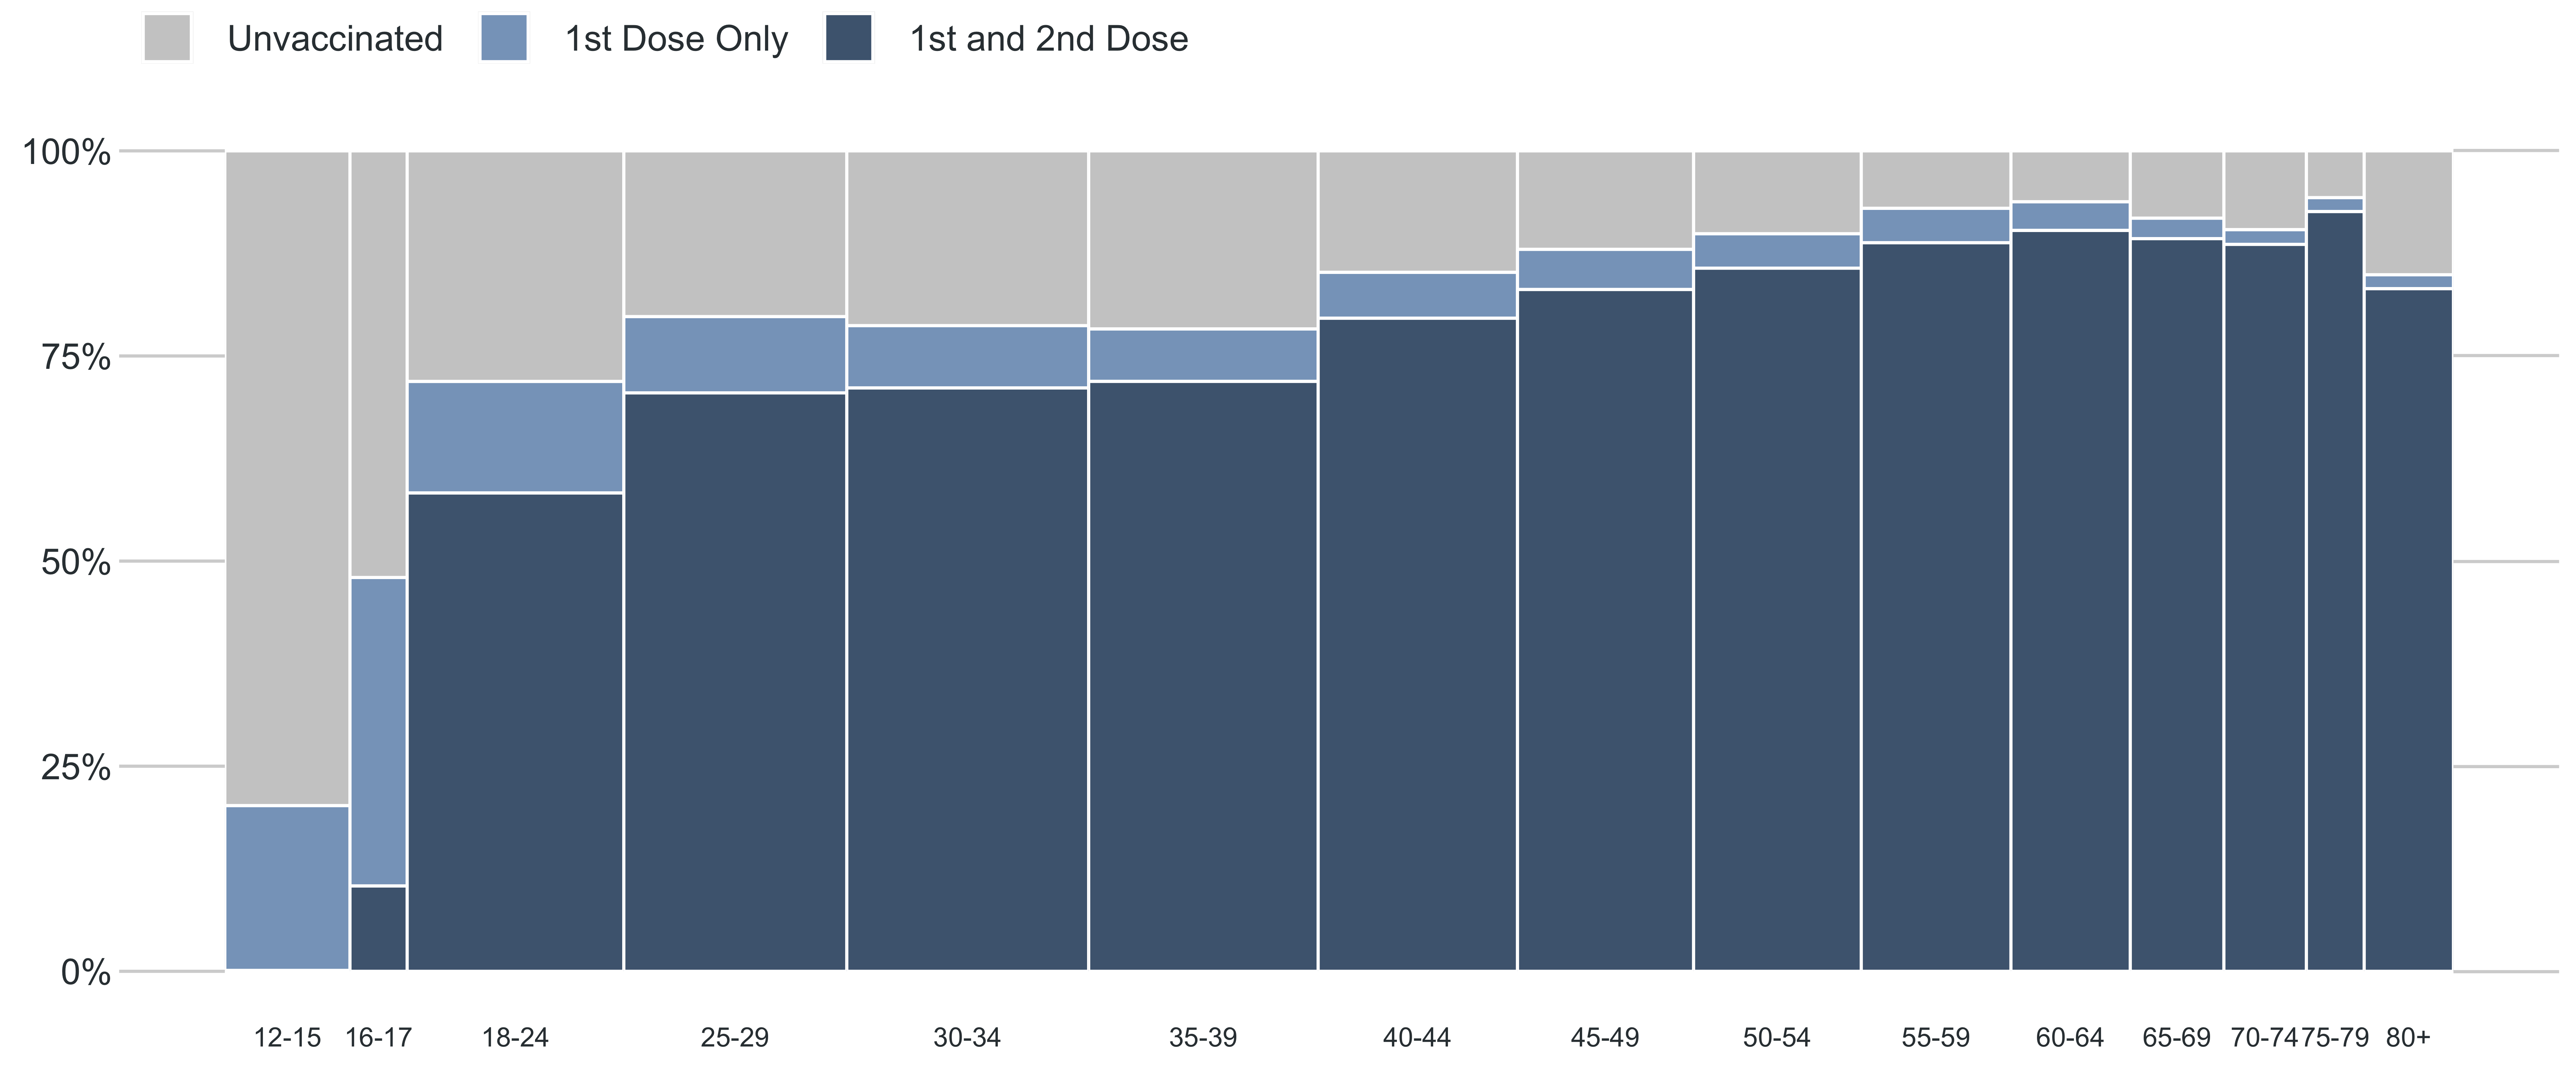 Unvaccinated 1st Dose Only 1st and 2nd Dose
100%
75%
50%
25%
0%
12-15 16-17 18-24 25-29 30-34 35-39 40-44 45-49 50-54 55-59 60-64 65-69 70-74 75-79 80+